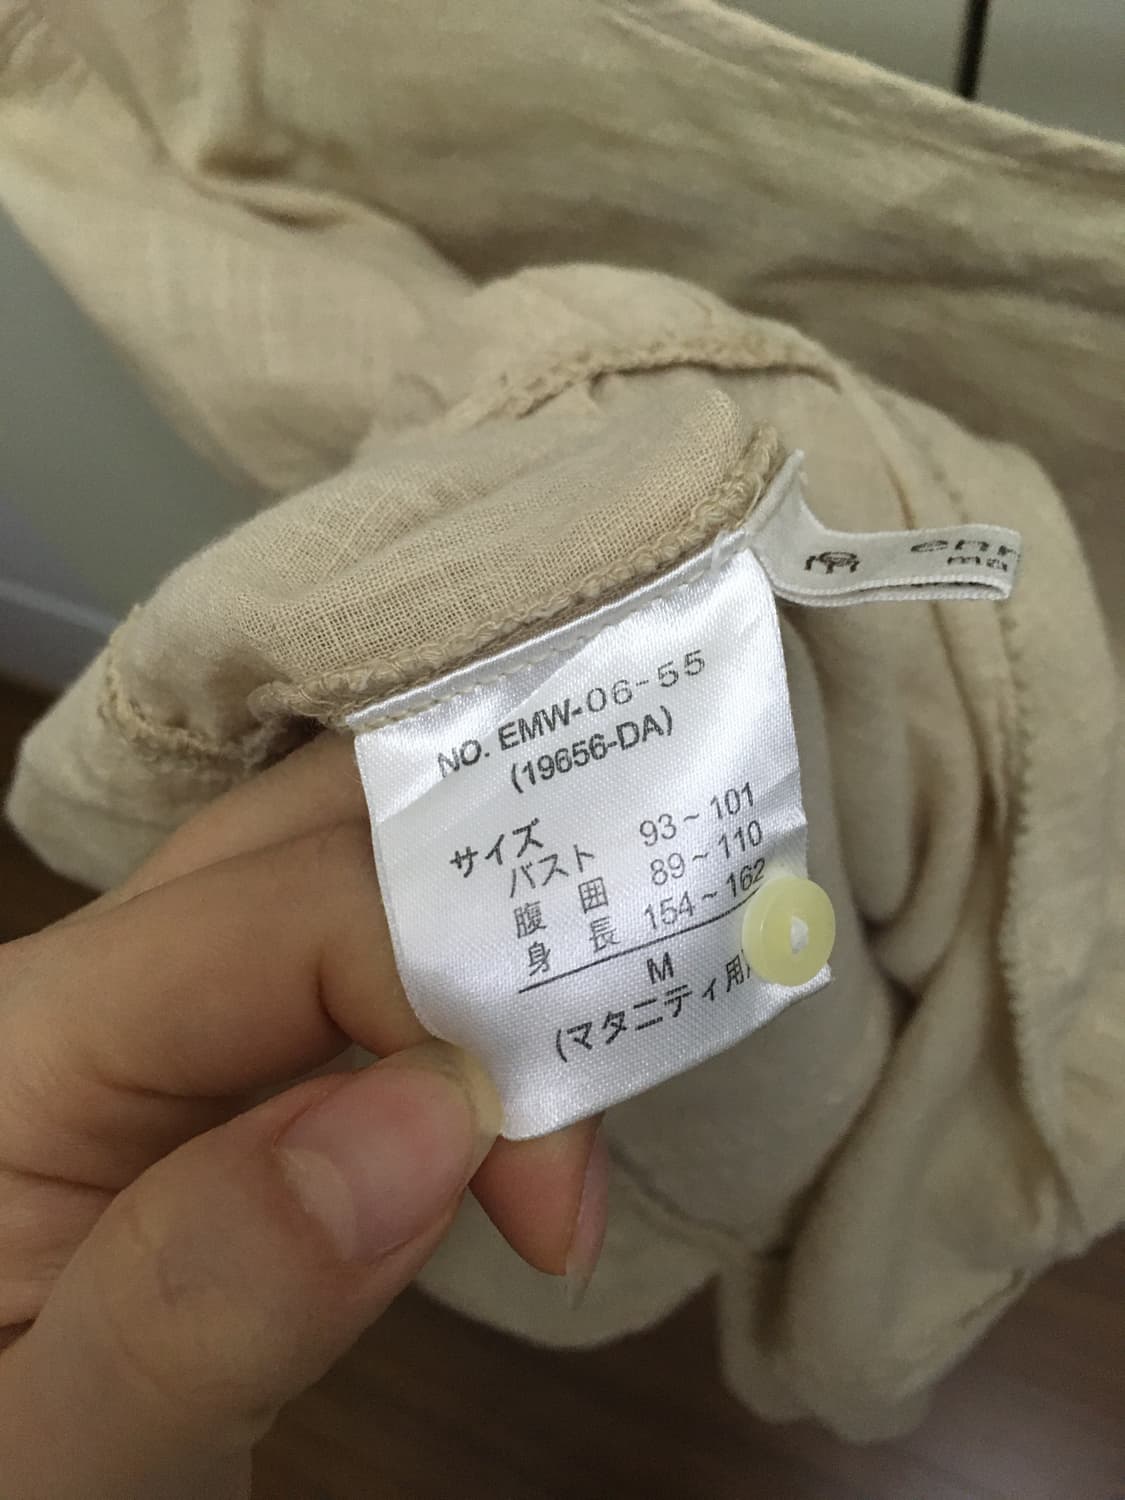 NO. EMW-06-55
(19656-DA)
サイズ
バスト 93~101
腹 囲 89~110
身 長 154~162
M
(マタニティ用